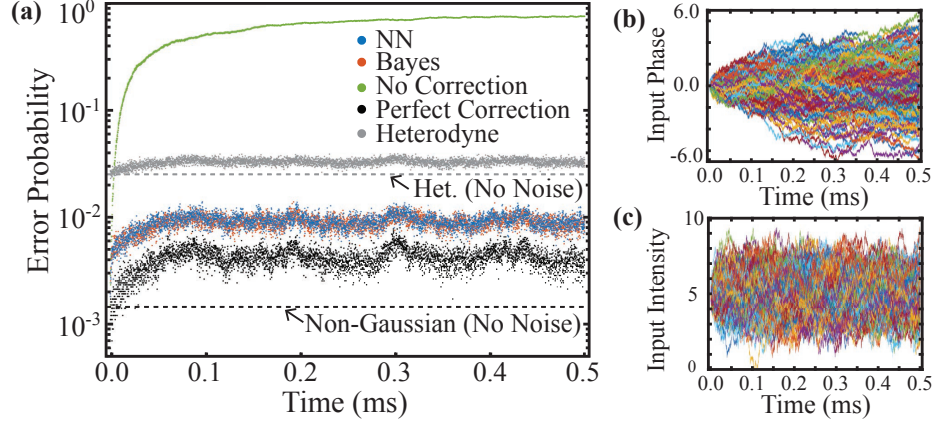 (a)
Error Probability
10^0
10^-1
10^-2
10^-3
NN
Bayes
No Correction
Perfect Correction
Heterodyne
Het. (No Noise)
Non-Gaussian (No Noise)
0.0 0.1 0.2 0.3 0.4 0.5
Time (ms)
(b)
Input Phase
6.0
0.0
-6.0
0.0 0.1 0.2 0.3 0.4 0.5
Time (ms)
(c)
Input Intensity
10
5
0
0.0 0.1 0.2 0.3 0.4 0.5
Time (ms)